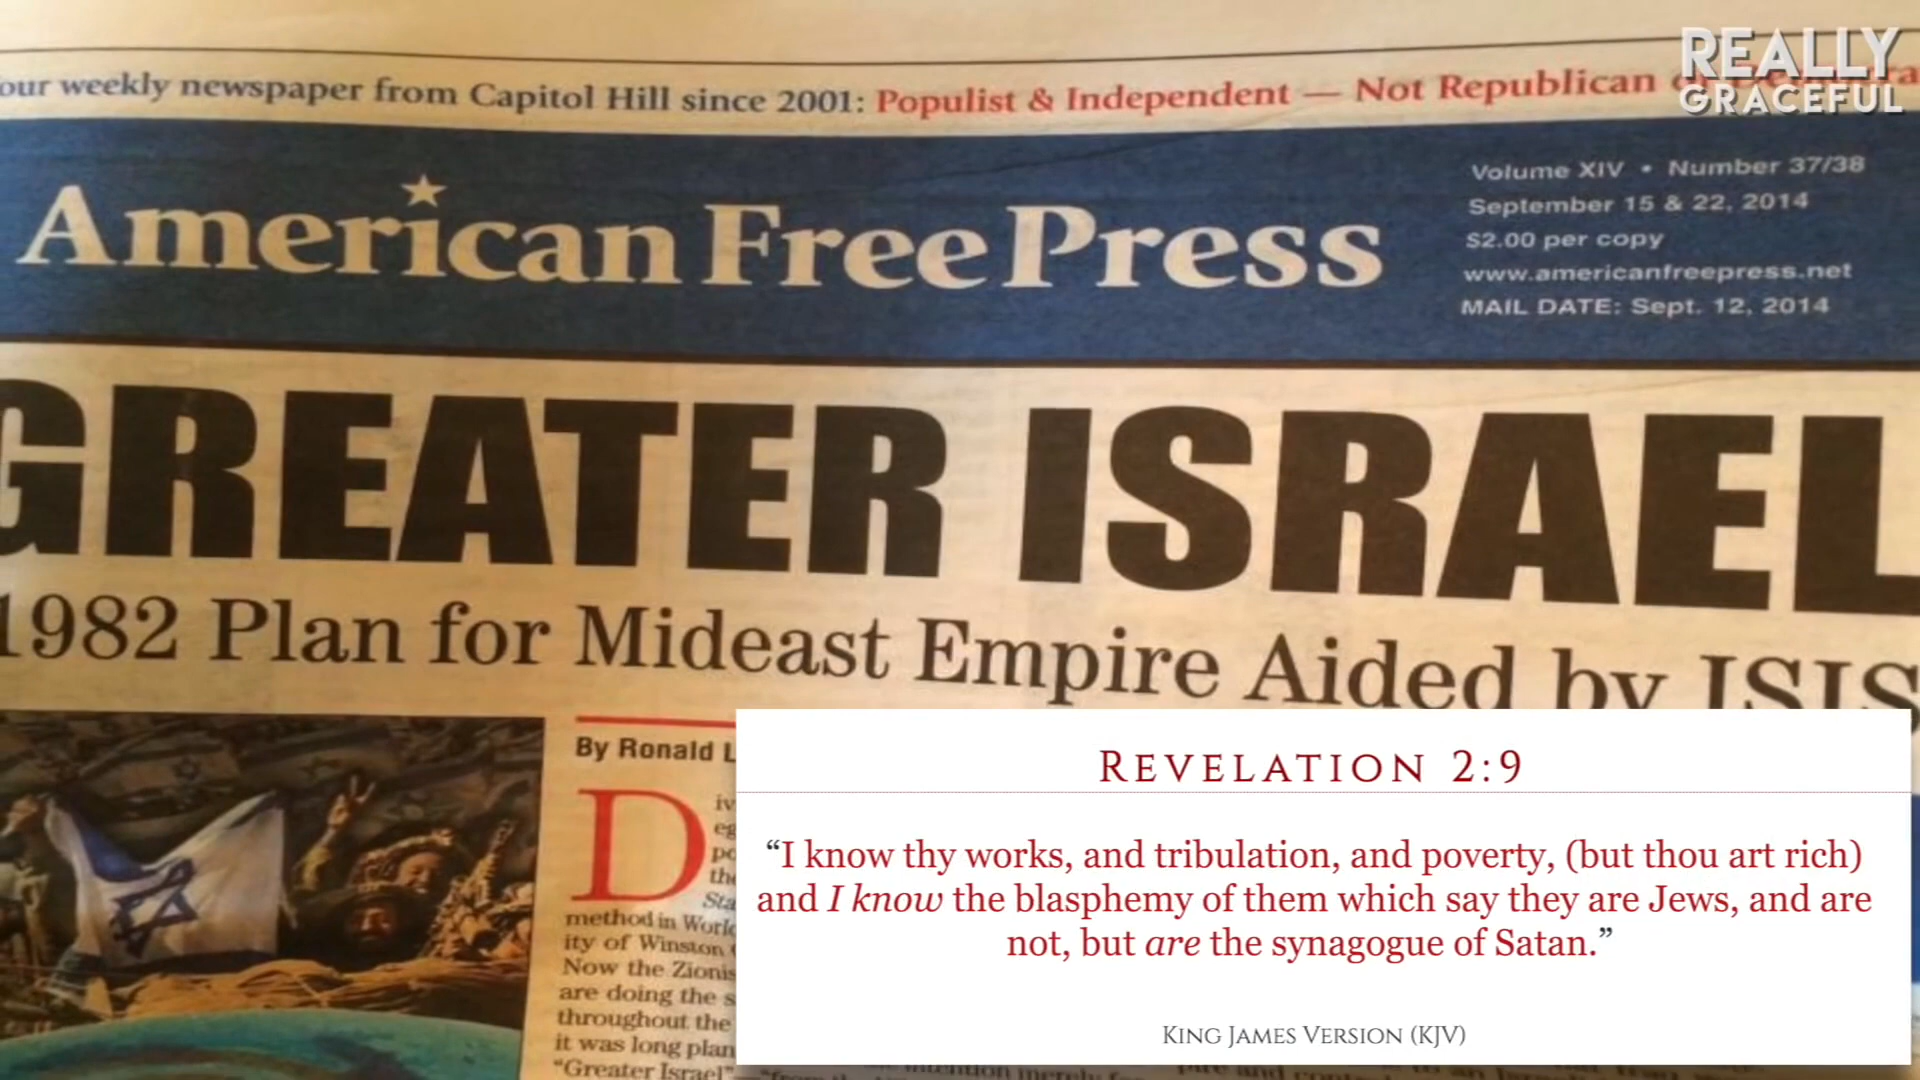 REALLY
GRACEFUL
our weekly newspaper from Capitol Hill since 2001: Populist & Independent — Not Republican
American Free Press
Volume XIV • Number 37/38
September 15 & 22, 2014
$2.00 per copy
www.americanfreepress.net
MAIL DATE: Sept. 12, 2014
GREATER ISRAEL
1982 Plan for Mideast Empire Aided by ISIS
By Ronald L
D
method in
ity of Winston
Now the Zionis
are doing the s
throughout the
it was long plan
"Greater Israel"
REVELATION 2:9
“I know thy works, and tribulation, and poverty, (but thou art rich)
and I know the blasphemy of them which say they are Jews, and are
not, but are the synagogue of Satan.”
KING JAMES VERSION (KJV)